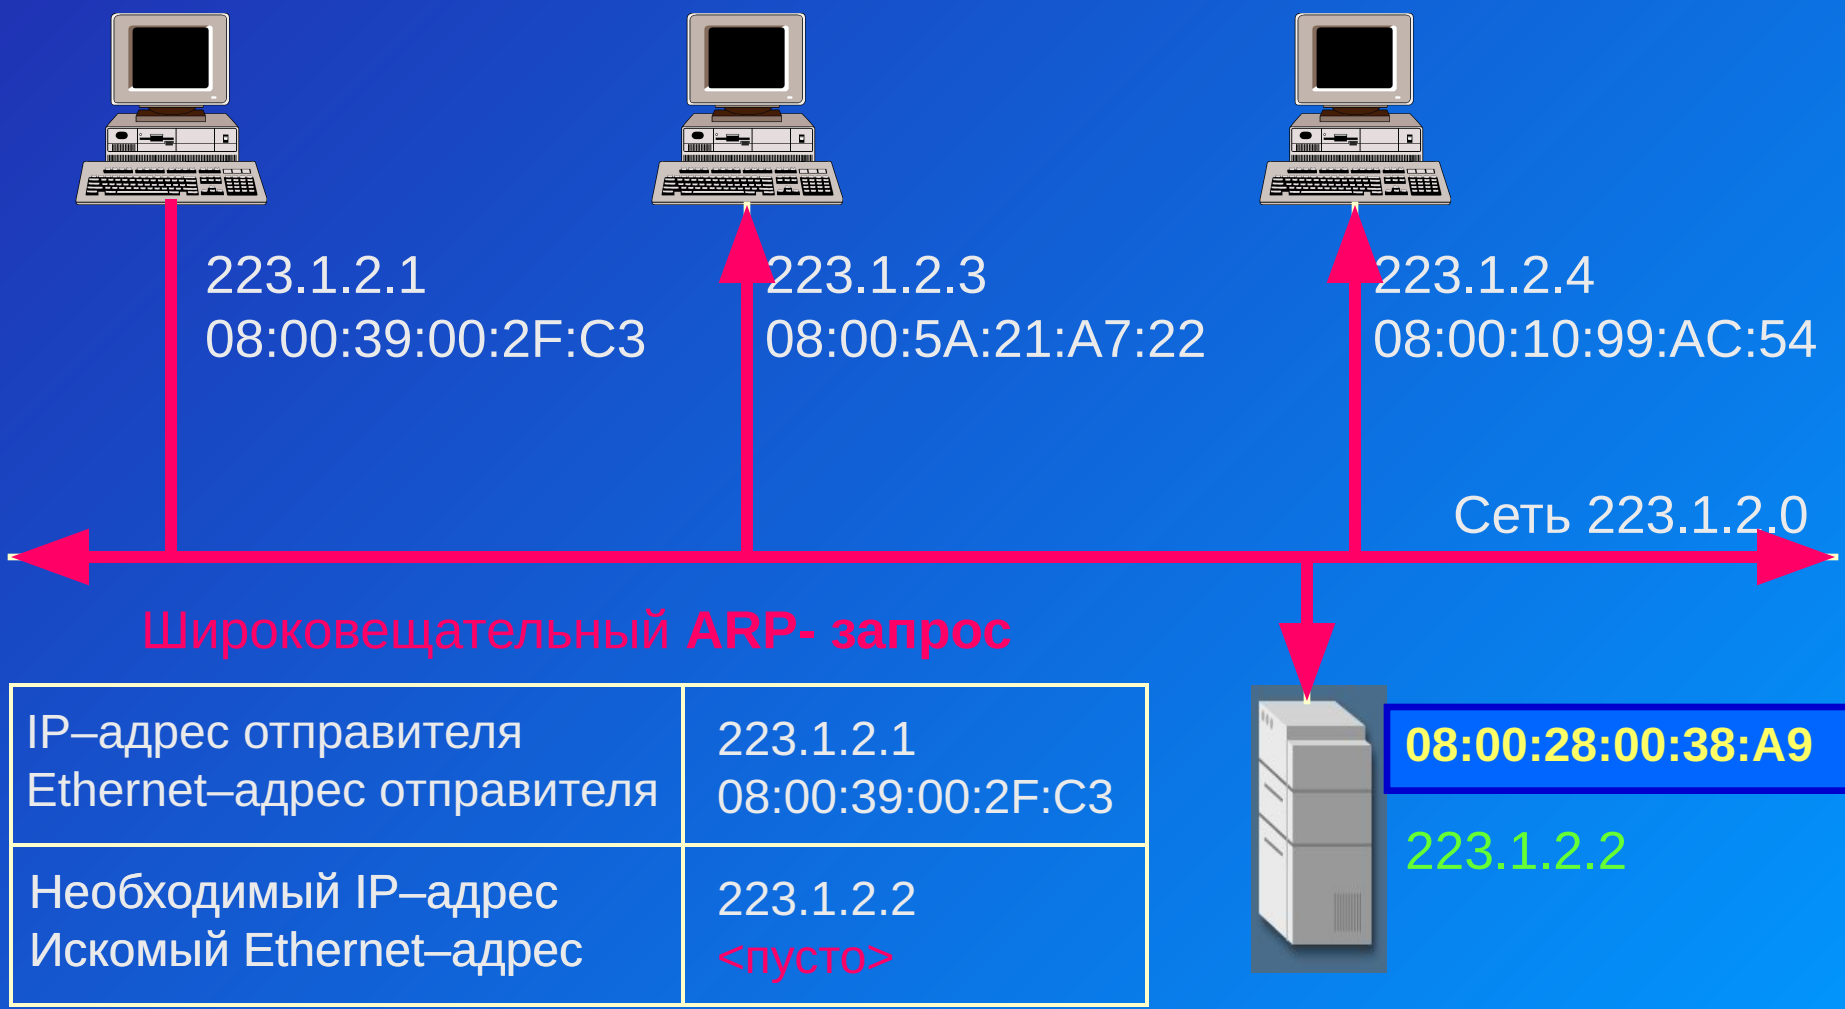 223.1.2.1
08:00:39:00:2F:C3
223.1.2.3
08:00:5A:21:A7:22
223.1.2.4
08:00:10:99:AC:54
Сеть 223.1.2.0
Широковещательный ARP- запрос
IP–адрес отправителя
Ethernet–адрес отправителя
223.1.2.1
08:00:39:00:2F:C3
Необходимый IP–адрес
Искомый Ethernet–адрес
223.1.2.2
<пусто>
08:00:28:00:38:A9
223.1.2.2